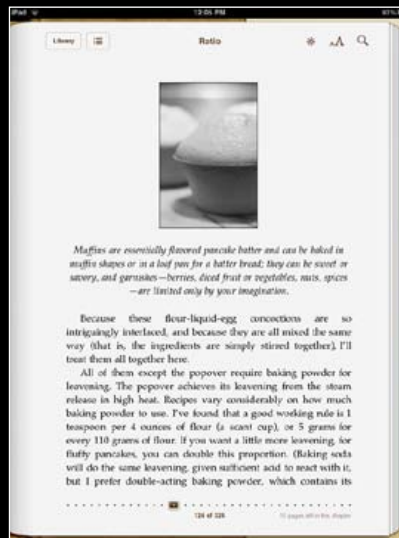 iPad
12:05 PM
Library
Ratio
AA
Muffins are essentially flavored pancake batter and can be baked in
muffin shapes or in a loaf pan for a batter bread; they can be sweet or
savory, and garnishes—berries, diced fruit or vegetables, nuts, spices
—are limited only by your imagination.
Because these flour-liquid-egg concoctions are so
intriguingly interlaced, and because they are all mixed the same
way (that is, the ingredients are simply stirred together), I'll
treat them all together here.
All of them except the popover require baking powder for
leavening. The popover achieves its leavening from the steam
release in high heat. Recipes vary considerably on how much
baking powder to use. I've found that a good working rule is 1
teaspoon per 4 ounces of flour (a scant cup), or 5 grams for
every 110 grams of flour. If you want a little more leavening, for
fluffy pancakes, you can double this proportion. (Baking soda
will do the same leavening, given sufficient acid to react with it,
but I prefer double-acting baking powder, which contains its
of 328
pages left in this chapter